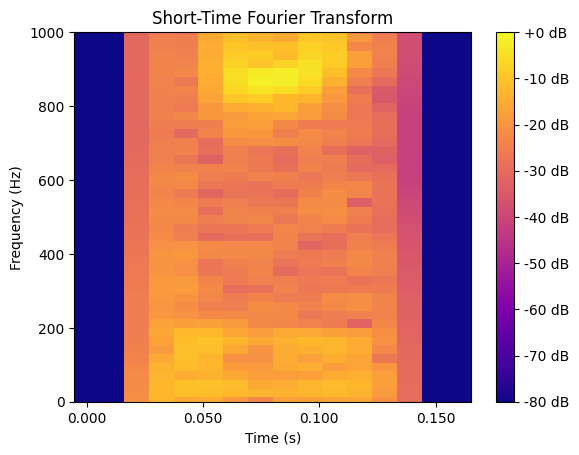 Short-Time Fourier Transform
Frequency (Hz)
1000
800
600
400
200
0
0.000
0.050
0.100
0.150
Time (s)
+0 dB
-10 dB
-20 dB
-30 dB
-40 dB
-50 dB
-60 dB
-70 dB
-80 dB